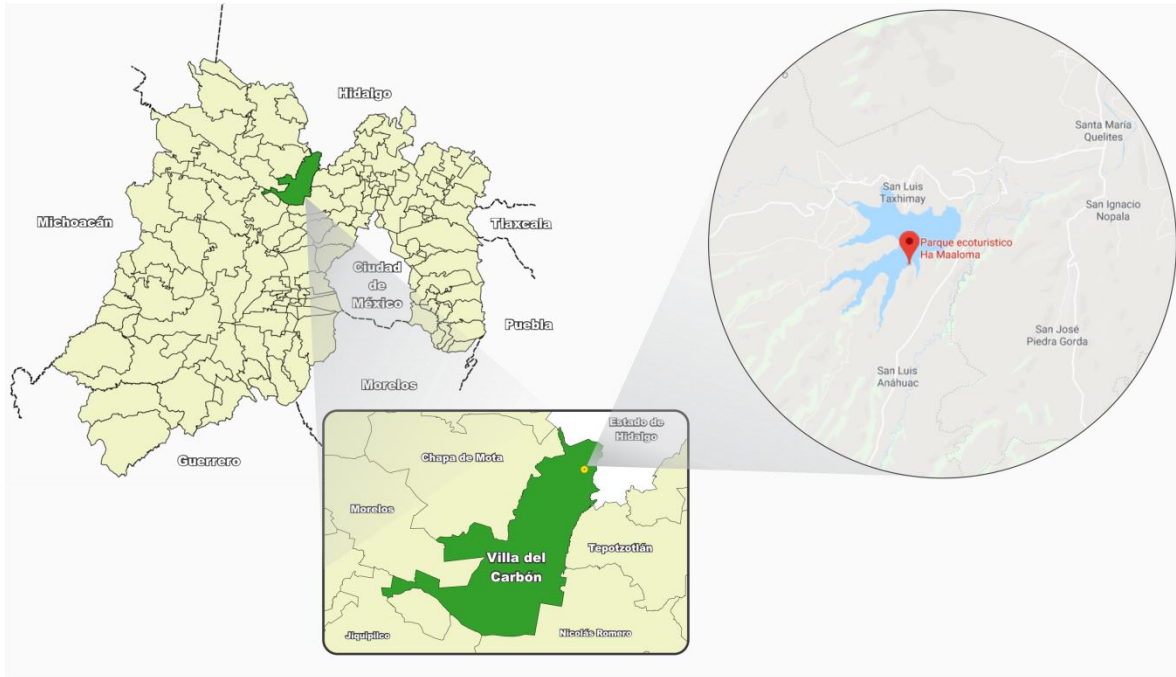 Hidalgo
Michoacán
Tlaxcala
Ciudad
de
México
Puebla
Morelos
Guerrero
Estado de
Hidalgo
Chapa de Mota
Morelos
Villa del
Carbón
Tepotzotlán
Jiquipilco
Nicolás Romero
Santa María
Quelites
San Luis
Taxhimay
San Ignacio
Nopala
Parque ecoturistico
Ha Maaloma
San José
Piedra Gorda
San Luis
Anáhuac